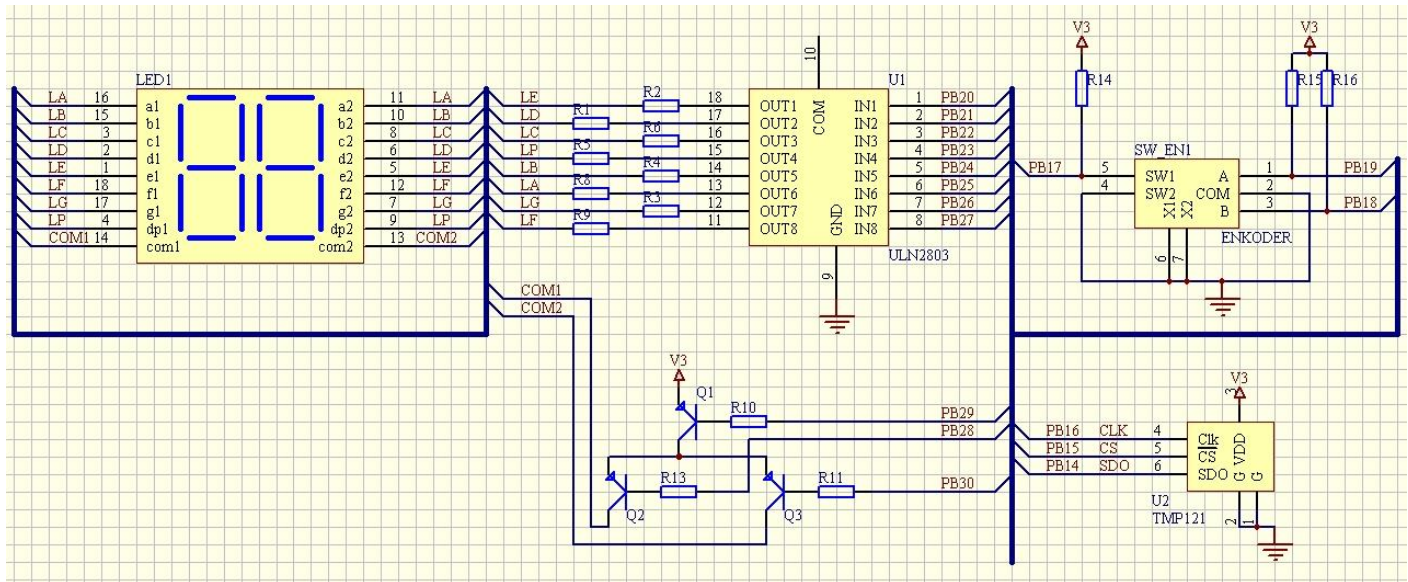 LED1
LA 16 a1 a2 11 LA
LB 15 b1 b2 10 LB
LC 3 c1 c2 8 LC
LD 2 d1 d2 6 LD
LE 1 e1 e2 5 LE
LF 18 f1 f2 12 LF
LG 17 g1 g2 7 LG
LP 4 dp1 dp2 9 LP
COM1 14 com1 com2 13 COM2
U1
10
COM
LE R2 18 OUT1 IN1 1 PB20
LD R1 17 OUT2 IN2 2 PB21
LC R6 16 OUT3 IN3 3 PB22
LP R5 15 OUT4 IN4 4 PB23
LB R4 14 OUT5 IN5 5 PB24
LA R8 13 OUT6 IN6 6 PB25
LG R3 12 OUT7 IN7 7 PB26
LF R9 11 OUT8 IN8 8 PB27
GND
9
ULN2803
COM1
COM2
V3
R14
V3
R15 R16
SW_EN1
PB17 5 SW1 A 1 PB19
4 SW2 COM 2
B 3 PB18
X1 X2
6 7
ENKODER
V3
Q1
R10
PB29
PB28
R13
R11
PB30
Q2
Q3
V3
3
PB16 CLK 4 Clk
PB15 CS 5 CS
PB14 SDO 6 SDO
G VDD
G
2 1
U2
TMP121